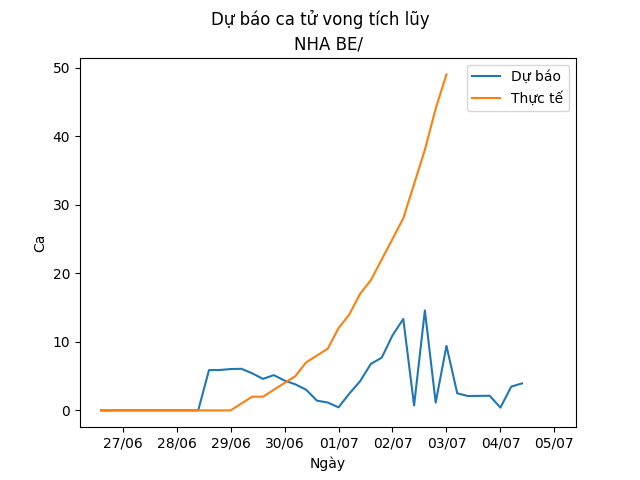 Dự báo ca tử vong tích lũy
NHA BE/
Dự báo
Thực tế
Ca
50
40
30
20
10
0
27/06 28/06 29/06 30/06 01/07 02/07 03/07 04/07 05/07
Ngày